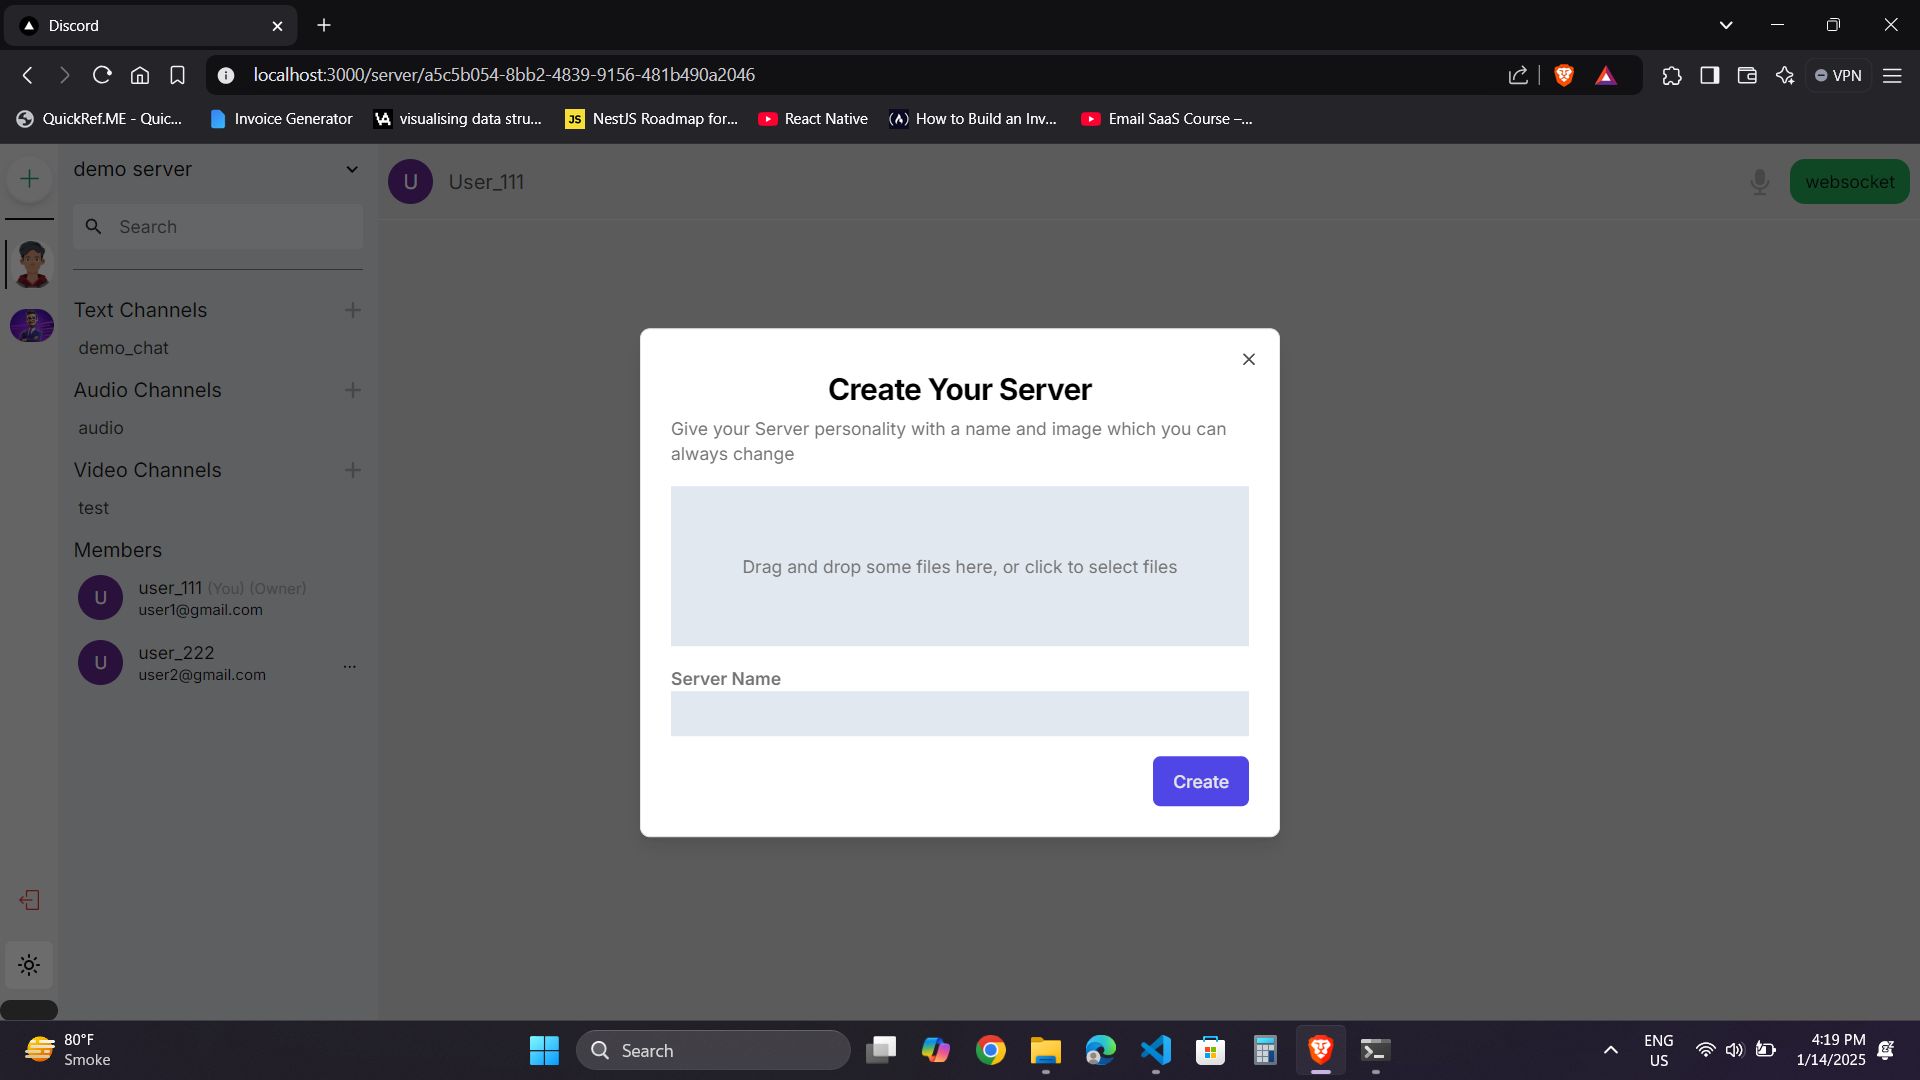 Discord
localhost:3000/server/a5c5b054-8bb2-4839-9156-481b490a2046
VPN
QuickRef.ME - Quic...
Invoice Generator
visualising data stru...
JS
NestJS Roadmap for...
React Native
How to Build an Inv...
Email SaaS Course –...
demo server
Search
Text Channels
demo_chat
Audio Channels
audio
Video Channels
test
Members
U
user_111 (You) (Owner)
user1@gmail.com
U
user_222
user2@gmail.com
...
U
User_111
websocket
Create Your Server
Give your Server personality with a name and image which you can
always change
Drag and drop some files here, or click to select files
Server Name
Create
80°F
Smoke
Search
ENG
US
4:19 PM
1/14/2025